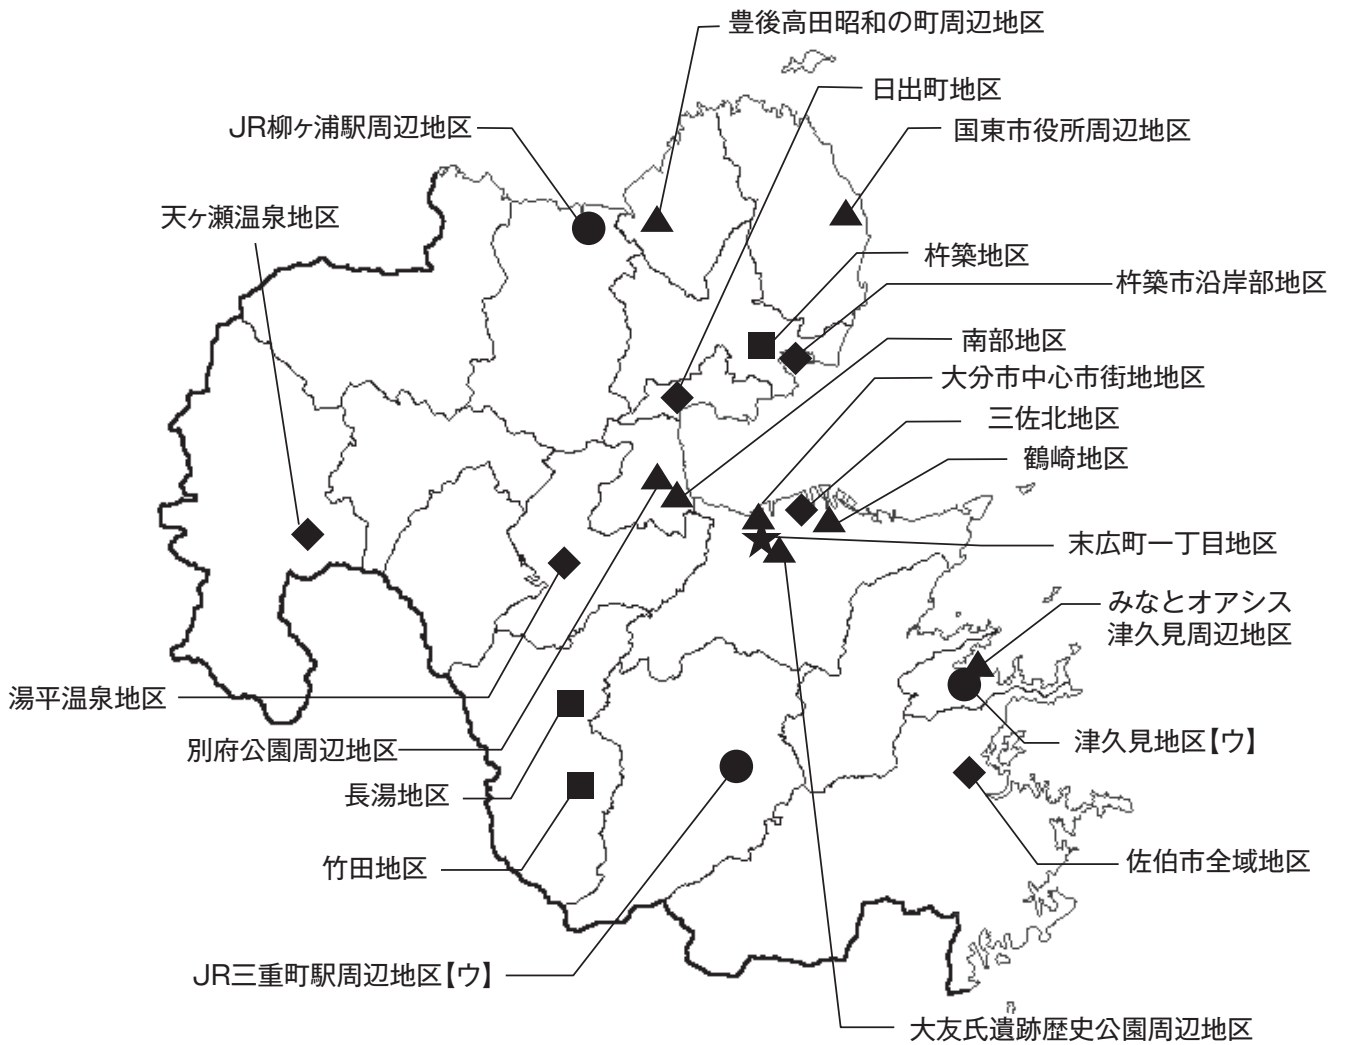 豊後高田昭和の町周辺地区
日出町地区
JR柳ヶ浦駅周辺地区
国東市役所周辺地区
天ヶ瀬温泉地区
杵築地区
杵築市沿岸部地区
南部地区
大分市中心市街地地区
三佐北地区
鶴崎地区
末広町一丁目地区
みなとオアシス
津久見周辺地区
湯平温泉地区
別府公園周辺地区
津久見地区【ウ】
長湯地区
竹田地区
佐伯市全域地区
JR三重町駅周辺地区【ウ】
大友氏遺跡歴史公園周辺地区